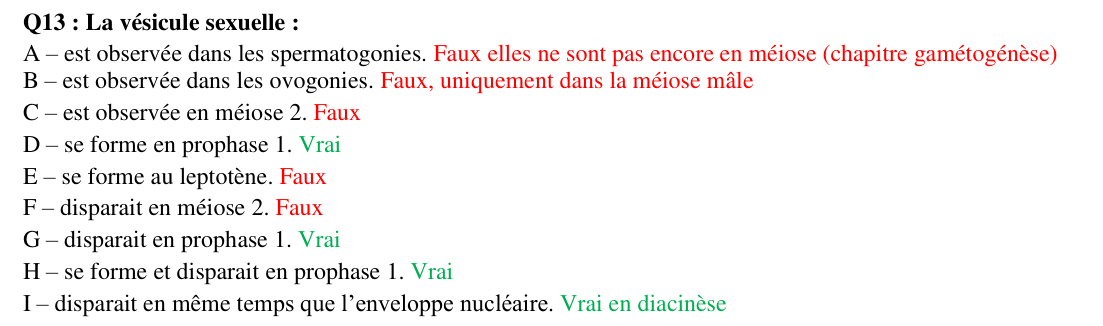 Q13 : La vésicule sexuelle :
A – est observée dans les spermatogonies. Faux elles ne sont pas encore en méiose (chapitre gamétogénèse)
B – est observée dans les ovogonies. Faux, uniquement dans la méiose mâle
C – est observée en méiose 2. Faux
D – se forme en prophase 1. Vrai
E – se forme au leptotène. Faux
F – disparait en méiose 2. Faux
G – disparait en prophase 1. Vrai
H – se forme et disparait en prophase 1. Vrai
I – disparait en même temps que l’enveloppe nucléaire. Vrai en diacinèse